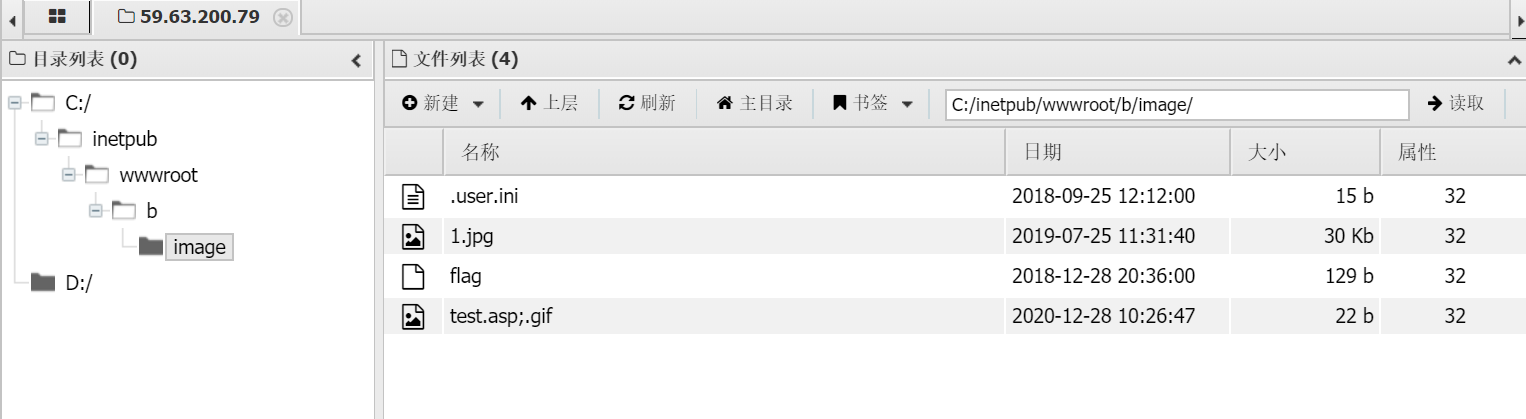 59.63.200.79
目录列表 (0)
文件列表 (4)
新建 上层 刷新 主目录 书签 C:/inetpub/wwwroot/b/image/ 读取
C:/
inetpub
wwwroot
b
image
D:/
名称 日期 大小 属性
.user.ini 2018-09-25 12:12:00 15 b 32
1.jpg 2019-07-25 11:31:40 30 Kb 32
flag 2018-12-28 20:36:00 129 b 32
test.asp;.gif 2020-12-28 10:26:47 22 b 32